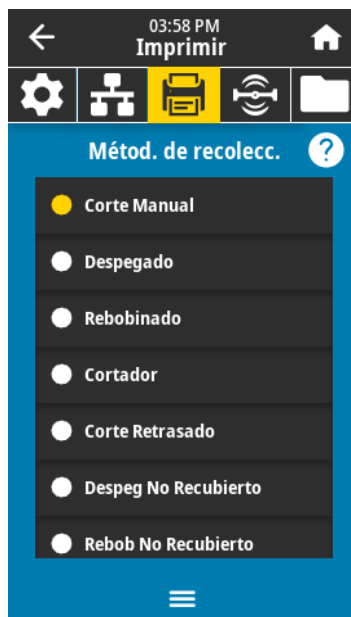 03:58 PM
Imprimir
Métod. de recolecc.
?
Corte Manual
Despegado
Rebobinado
Cortador
Corte Retrasado
Despeg No Recubierto
Rebob No Recubierto